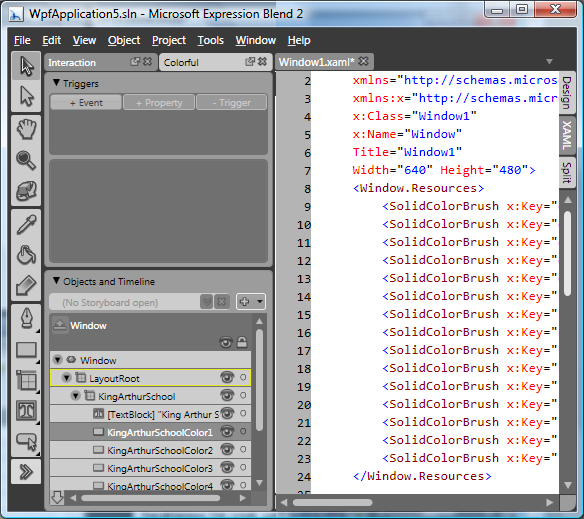 WpfApplication5.sln - Microsoft Expression Blend 2
File Edit View Object Project Tools Window Help
Interaction
Colorful
Window1.xaml*
Triggers
+ Event
+ Property
- Trigger
Objects and Timeline
(No Storyboard open)
Window
Window
LayoutRoot
KingArthurSchool
[TextBlock] "King Arthur S
KingArthurSchoolColor1
KingArthurSchoolColor2
KingArthurSchoolColor3
KingArthurSchoolColor4
2 xmlns="http://schemas.micros
3 xmlns:x="http://schemas.micr
4 x:Class="Window1"
5 x:Name="Window"
6 Title="Window1"
7 Width="640" Height="480">
8 <Window.Resources>
9 <SolidColorBrush x:Key="
10 <SolidColorBrush x:Key="
11 <SolidColorBrush x:Key="
12 <SolidColorBrush x:Key="
13 <SolidColorBrush x:Key="
14 <SolidColorBrush x:Key="
15 <SolidColorBrush x:Key="
16 <SolidColorBrush x:Key="
17 <SolidColorBrush x:Key="
18 <SolidColorBrush x:Key="
19 <SolidColorBrush x:Key="
20 <SolidColorBrush x:Key="
21 <SolidColorBrush x:Key="
22 <SolidColorBrush x:Key="
23 <SolidColorBrush x:Key="
24 </Window.Resources>
25
Design
XAML
Split